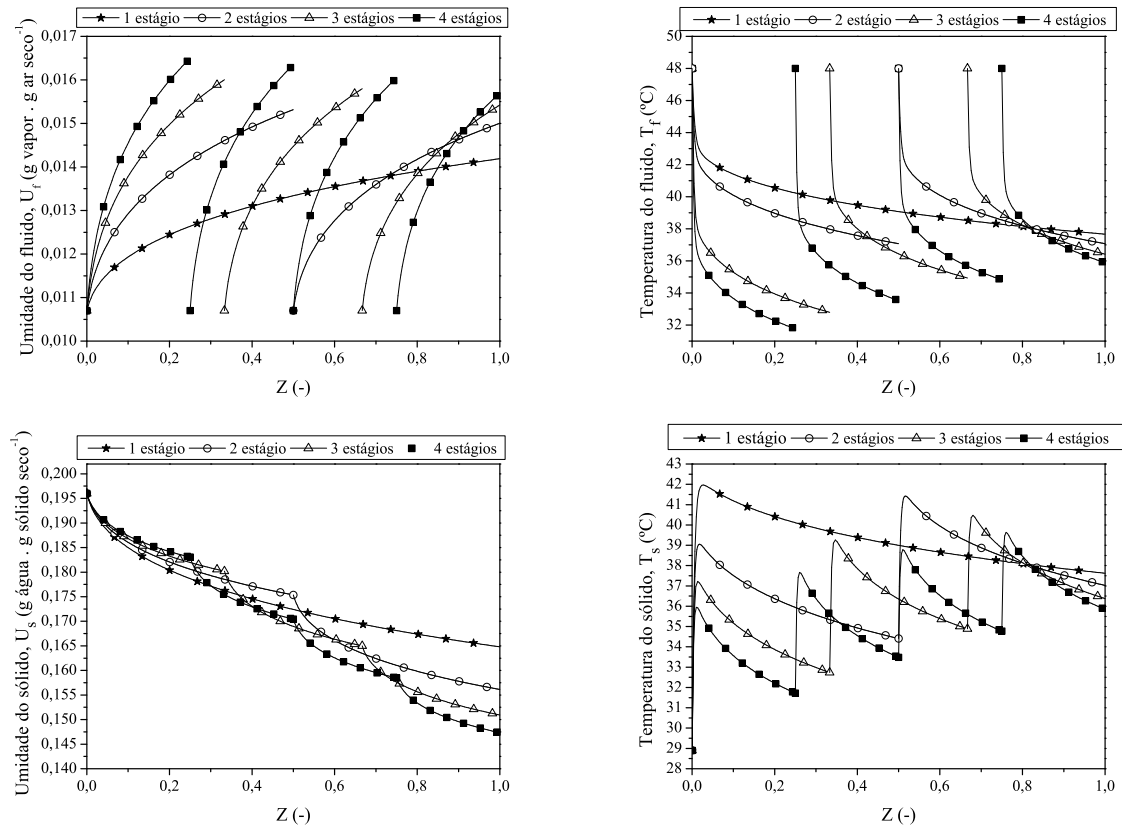 1 estágio 2 estágios 3 estágios 4 estágios
Umidade do fluido, U_f (g vapor . g ar seco⁻¹)
0,017
0,016
0,015
0,014
0,013
0,012
0,011
0,010
0,0 0,2 0,4 0,6 0,8 1,0
Z (-)
1 estágio 2 estágios 3 estágios 4 estágios
Temperatura do fluido, T_f (ºC)
50
48
46
44
42
40
38
36
34
32
0,0 0,2 0,4 0,6 0,8 1,0
Z (-)
1 estágio 2 estágios 3 estágios 4 estágios
Umidade do sólido, U_s (g água · g sólido seco⁻¹)
0,200
0,195
0,190
0,185
0,180
0,175
0,170
0,165
0,160
0,155
0,150
0,145
0,140
0,0 0,2 0,4 0,6 0,8 1,0
Z (-)
1 estágio 2 estágios 3 estágios 4 estágios
Temperatura do sólido, T_s (ºC)
43
42
41
40
39
38
37
36
35
34
33
32
31
30
29
28
0,0 0,2 0,4 0,6 0,8 1,0
Z (-)